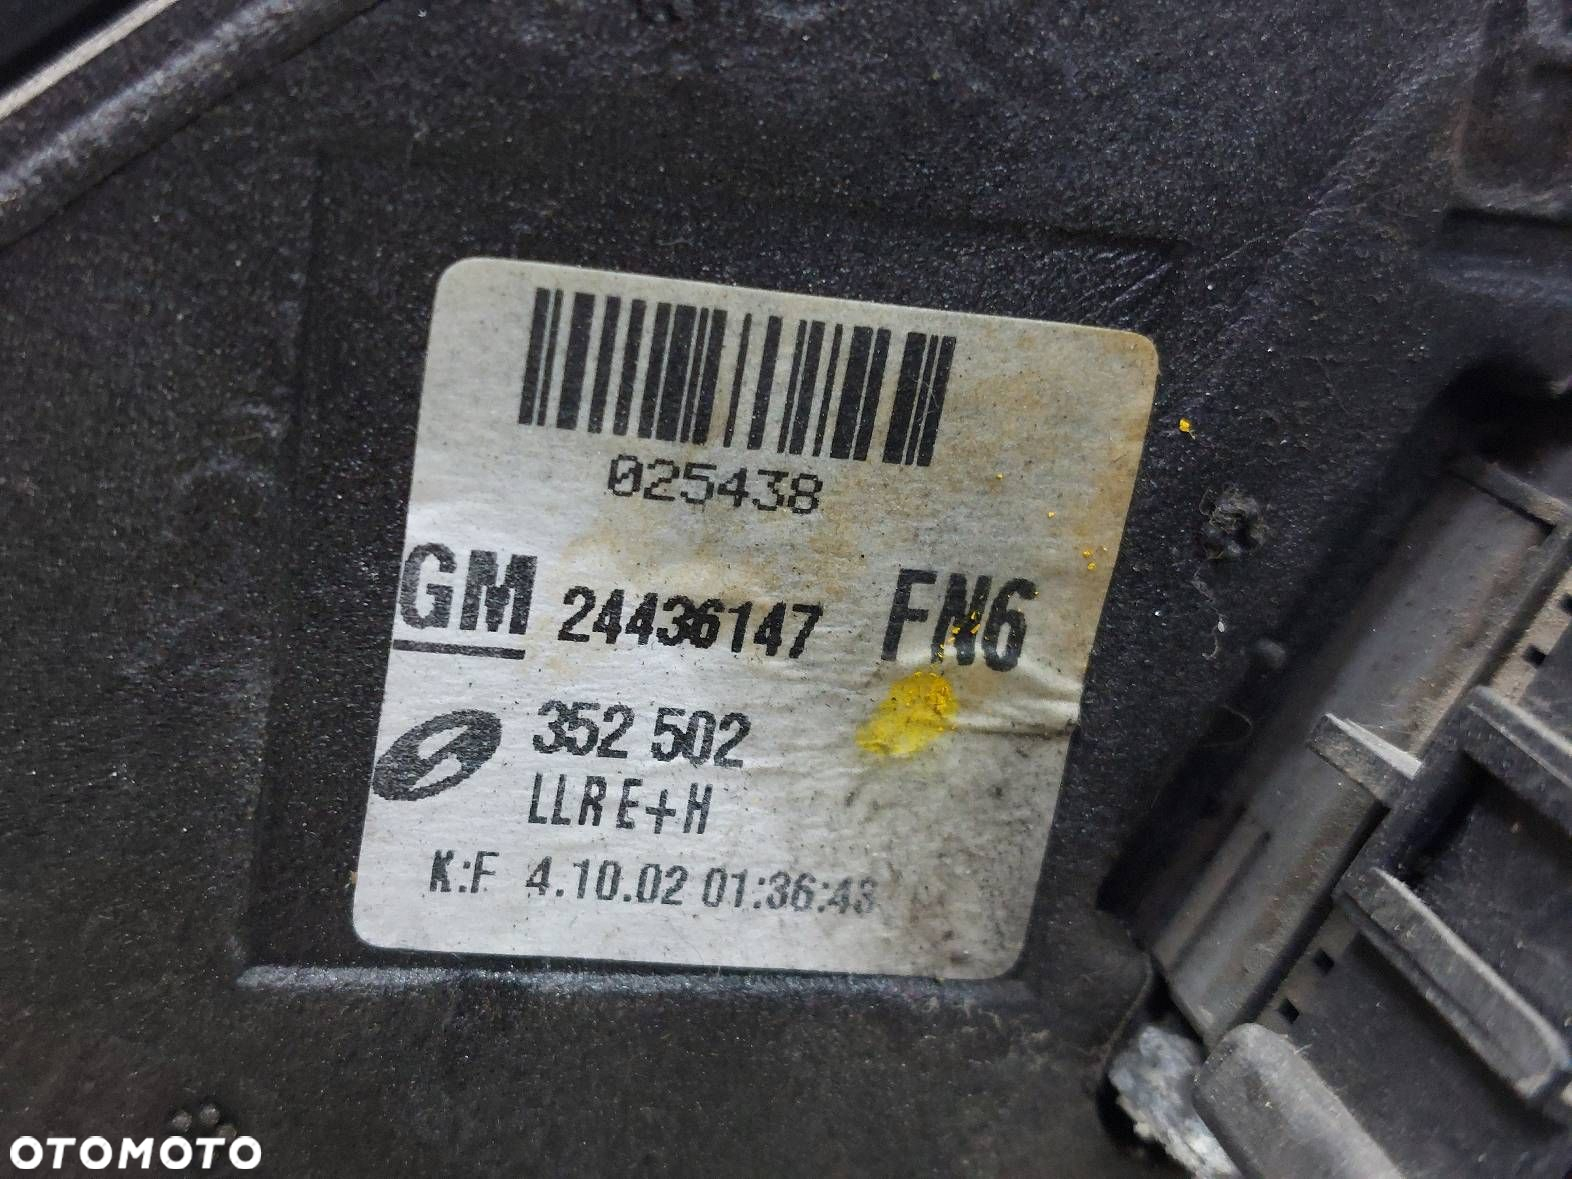 025438
GM 24436147 FN6
352 502
LLR E+H
K:F 4.10.02 01:36:43
OTOMOTO